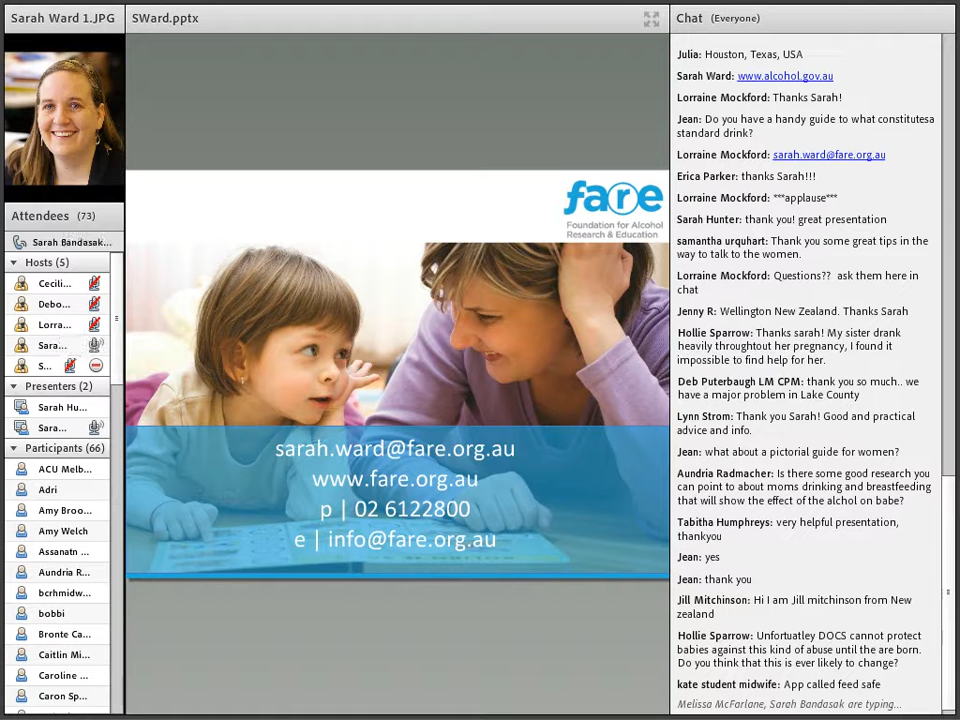 Sarah Ward 1.JPG
Attendees (73)
Sarah Bandasak...
Hosts (5)
Cecili...
Debo...
Lorra...
Sara...
S...
Presenters (2)
Sarah Hu...
Sara...
Participants (66)
ACU Melb...
Adri
Amy Broo...
Amy Welch
Assanatn ...
Aundria R...
bcrhmidw...
bobbi
Bronte Ca...
Caitlin Mi...
Caroline ...
Caron Sp...
SWard.pptx
fare
Foundation for Alcohol
Research & Education
sarah.ward@fare.org.au
www.fare.org.au
p | 02 6122800
e | info@fare.org.au
Chat (Everyone)
Julia: Houston, Texas, USA
Sarah Ward: www.alcohol.gov.au
Lorraine Mockford: Thanks Sarah!
Jean: Do you have a handy guide to what constitutesa
standard drink?
Lorraine Mockford: sarah.ward@fare.org.au
Erica Parker: thanks Sarah!!!
Lorraine Mockford: ***applause***
Sarah Hunter: thank you! great presentation
samantha urquhart: Thank you some great tips in the
way to talk to the women.
Lorraine Mockford: Questions?? ask them here in
chat
Jenny R: Wellington New Zealand. Thanks Sarah
Hollie Sparrow: Thanks sarah! My sister drank
heavily throughtout her pregnancy, I found it
impossible to find help for her.
Deb Puterbaugh LM CPM: thank you so much.. we
have a major problem in Lake County
Lynn Strom: Thank you Sarah! Good and practical
advice and info.
Jean: what about a pictorial guide for women?
Aundria Radmacher: Is there some good research you
can point to about moms drinking and breastfeeding
that will show the effect of the alchol on babe?
Tabitha Humphreys: very helpful presentation,
thankyou
Jean: yes
Jean: thank you
Jill Mitchinson: Hi I am Jill mitchinson from New
zealand
Hollie Sparrow: Unfortuatley DOCS cannot protect
babies against this kind of abuse until the are born.
Do you think that this is ever likely to change?
kate student midwife: App called feed safe
Melissa McFarlane, Sarah Bandasak are typing...